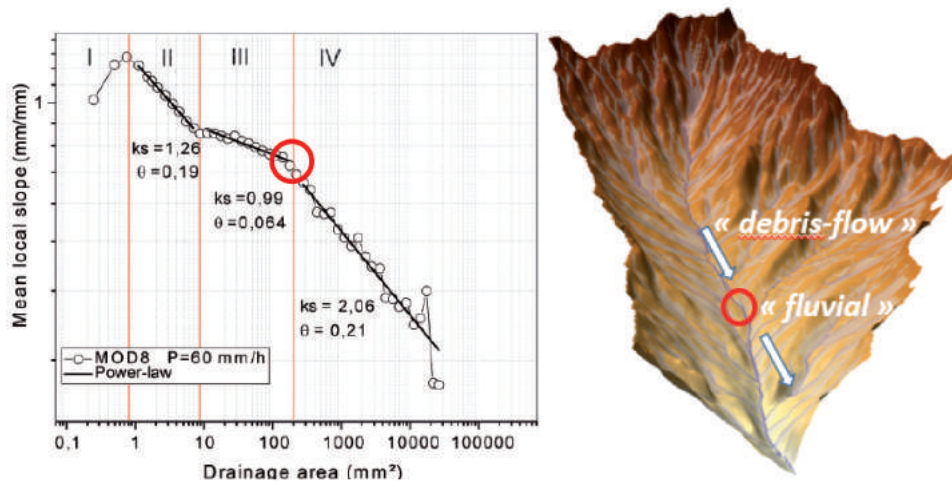 I II III IV
Mean local slope (mm/mm)
1
ks = 1,26
θ = 0,19
ks = 0.99
θ = 0,064
ks = 2,06
θ = 0,21
MOD8 P=60 mm/h
Power-law
0,1 1 10 100 1000 10000 100000
Drainage area (mm²)
« debris-flow »
« fluvial »